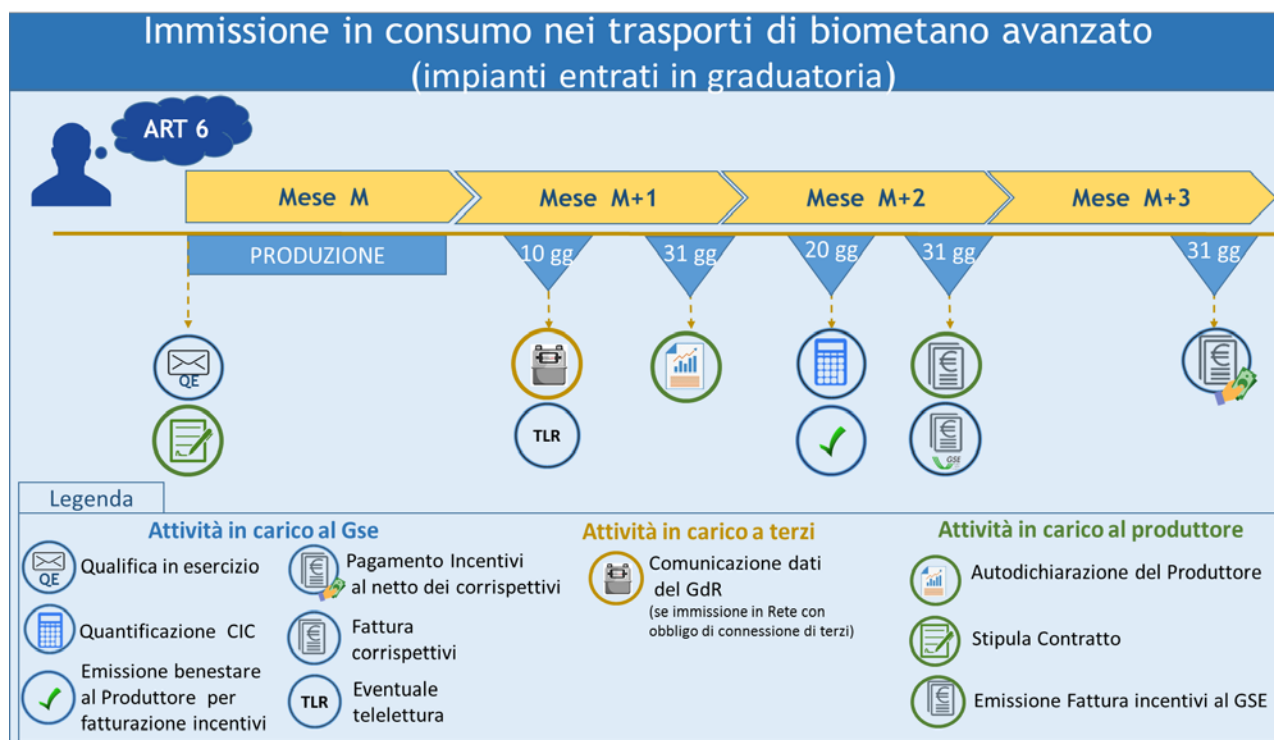 Immissione in consumo nei trasporti di biometano avanzato
(impianti entrati in graduatoria)
ART 6
Mese M
Mese M+1
Mese M+2
Mese M+3
PRODUZIONE
10 gg
31 gg
20 gg
31 gg
31 gg
QE
TLR
GSE
Legenda
Attività in carico al Gse
QE
Qualifica in esercizio
Quantificazione CIC
Emissione benestare
al Produttore per
fatturazione incentivi
Pagamento Incentivi
al netto dei corrispettivi
Fattura
corrispettivi
TLR
Eventuale
telelettura
Attività in carico a terzi
Comunicazione dati
del GdR
(se immissione in Rete con
obbligo di connessione di terzi)
Attività in carico al produttore
Autodichiarazione del Produttore
Stipula Contratto
Emissione Fattura incentivi al GSE